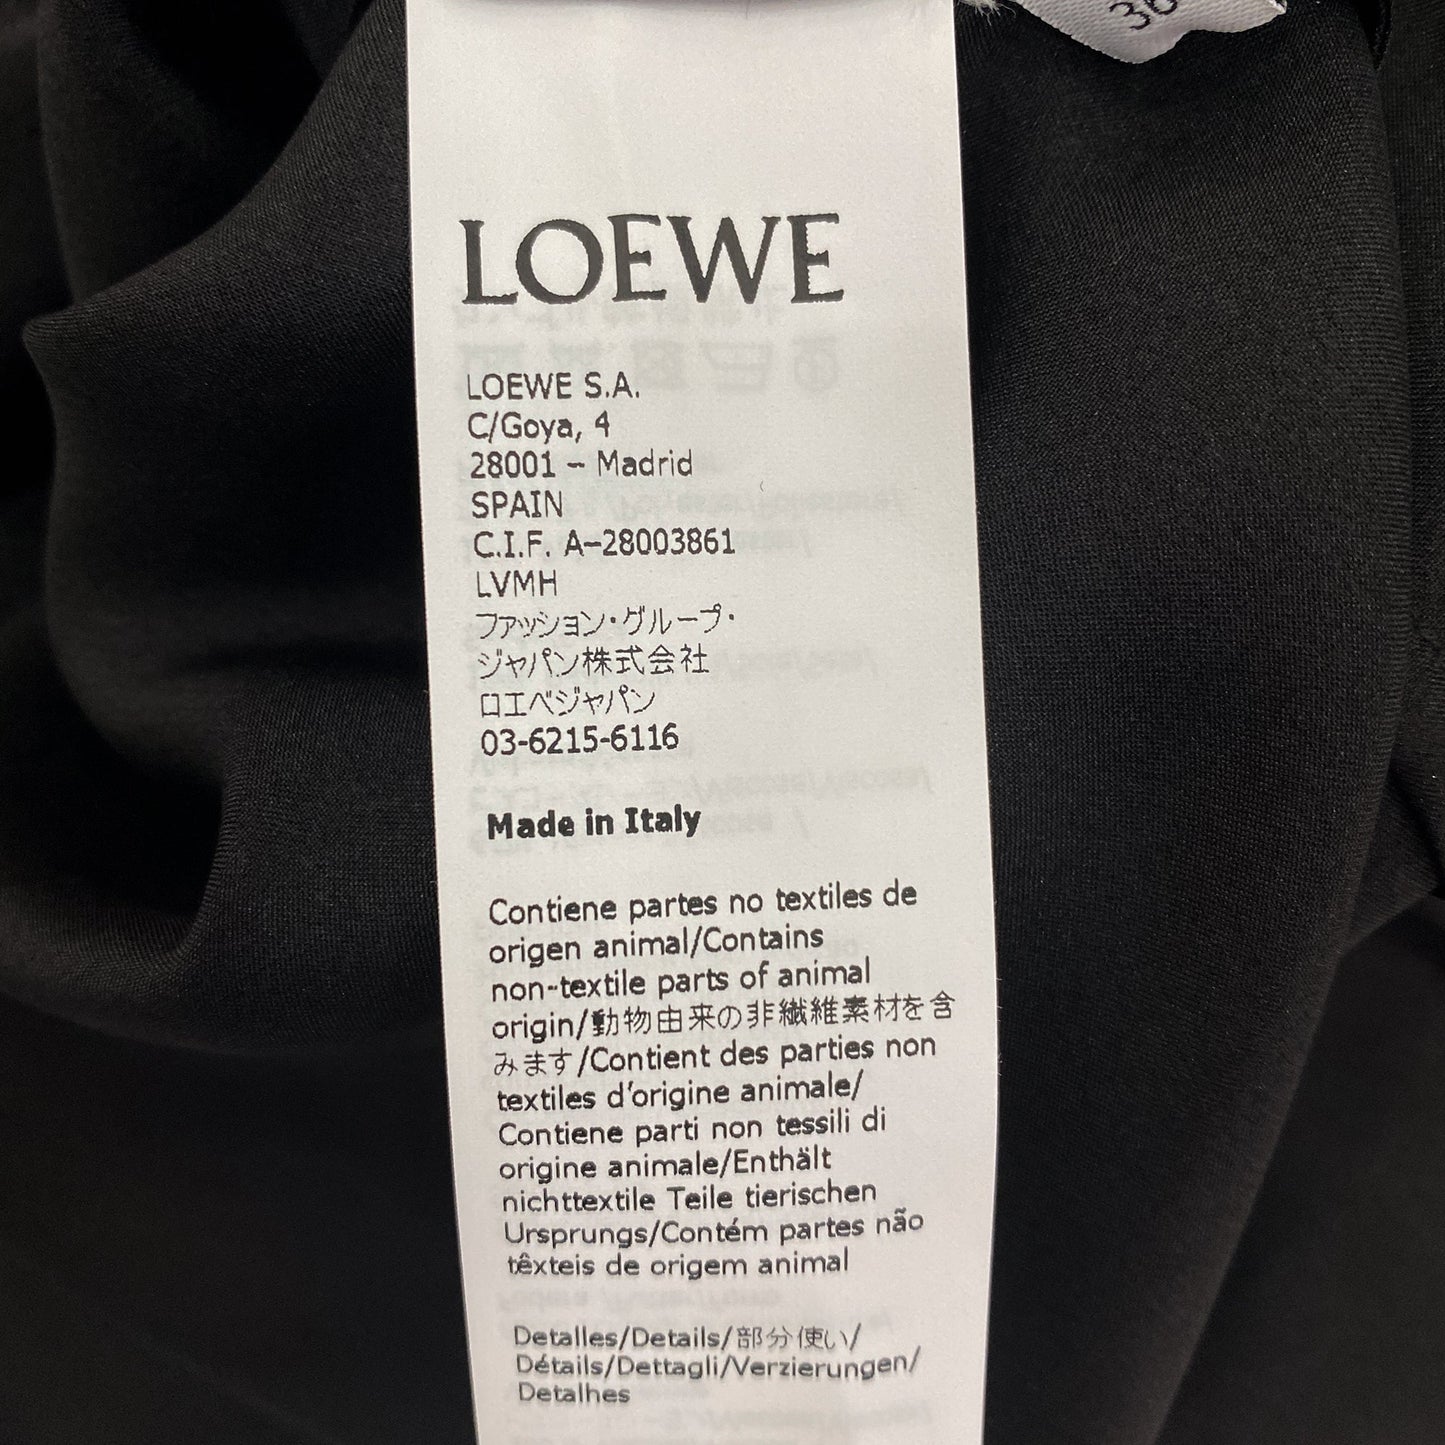 36
LOEWE
LOEWE S.A.
C/Goya, 4
28001 – Madrid
SPAIN
C.I.F. A–28003861
LVMH
ファッション・グループ・
ジャパン株式会社
ロエベジャパン
03-6215-6116
Made in Italy
Contiene partes no textiles de
origen animal/Contains
non-textile parts of animal
origin/動物由来の非繊維素材を含
みます/Contient des parties non
textiles d'origine animale/
Contiene parti non tessili di
origine animale/Enthält
nichttextile Teile tierischen
Ursprungs/Contém partes não
têxteis de origem animal
Detalles/Details/部分使い/
Détails/Dettagli/Verzierungen/
Detalhes